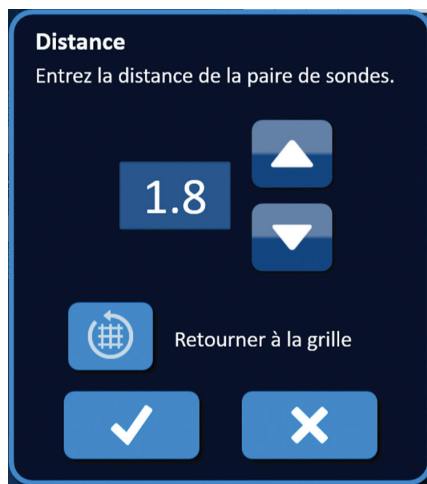 Distance
Entrez la distance de la paire de sondes.
1.8
Retourner à la grille